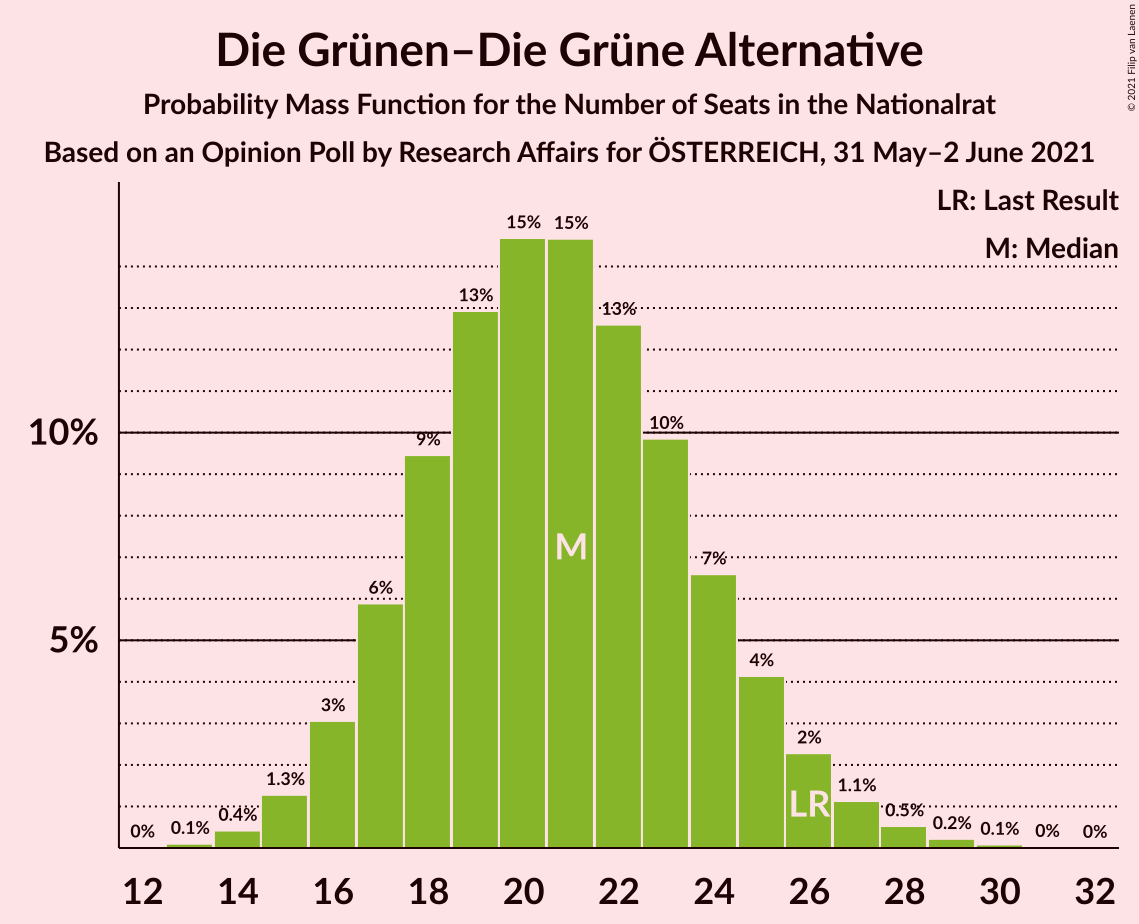 Die Grünen–Die Grüne Alternative
Probability Mass Function for the Number of Seats in the Nationalrat
Based on an Opinion Poll by Research Affairs for ÖSTERREICH, 31 May–2 June 2021
© 2021 Filip van Laenen
LR: Last Result
M: Median
15% 15%
13% 13%
10%
10%
9%
7%
M
6%
5%
4%
3%
2%
1.3% 1.1%
LR
0% 0.1% 0.4% 0.5% 0.2% 0.1% 0% 0%
12 14 16 18 20 22 24 26 28 30 32